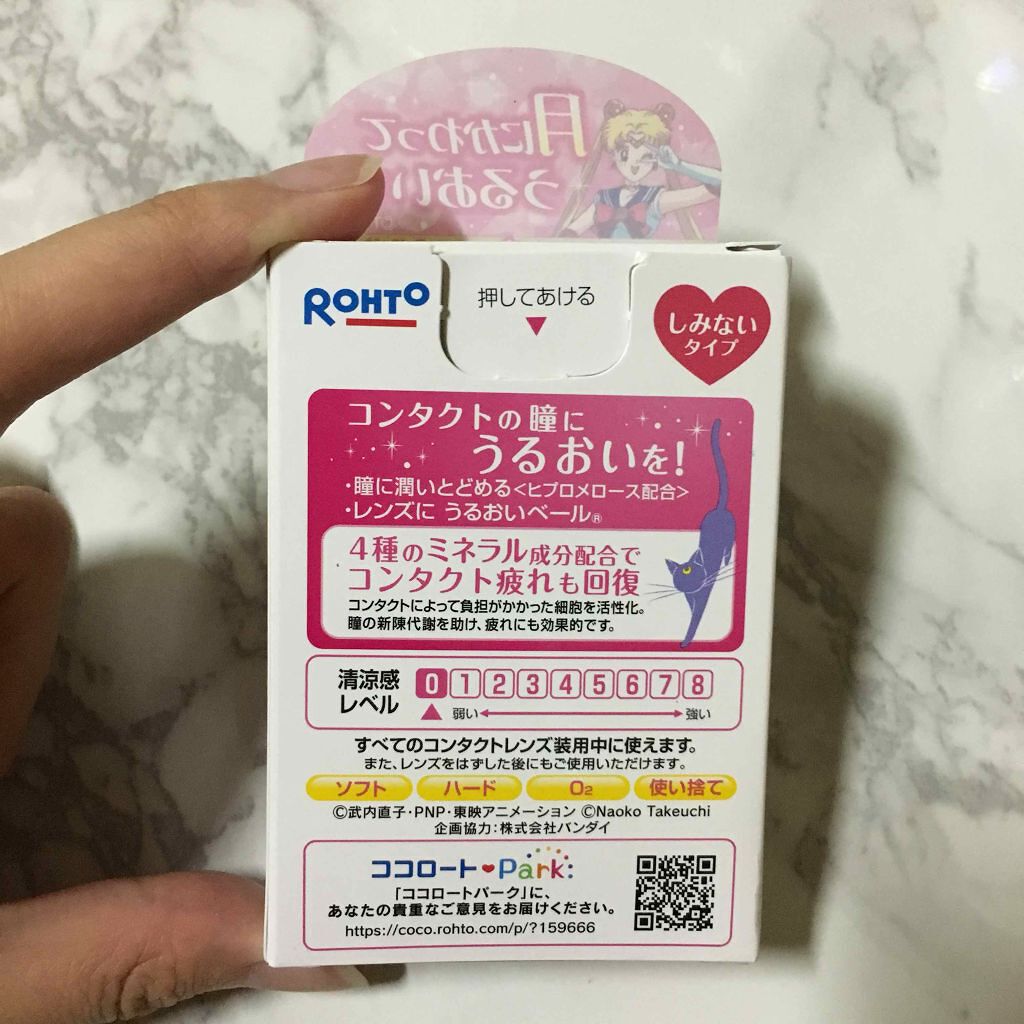 月にかわって
うるおい
ROHTO
押してあける
しみない
タイプ
コンタクトの瞳に
うるおいを!
・瞳に潤いとどめる<ヒプロメロース配合>
・レンズに うるおいベール®
4種のミネラル成分配合で
コンタクト疲れも回復
コンタクトによって負担がかかった細胞を活性化。
瞳の新陳代謝を助け、疲れにも効果的です。
清涼感
レベル
0 1 2 3 4 5 6 7 8
弱い 強い
すべてのコンタクトレンズ装用中に使えます。
また、レンズをはずした後にもご使用いただけます。
ソフト ハード O₂ 使い捨て
©武内直子・PNP・東映アニメーション ©Naoko Takeuchi
企画協力:株式会社バンダイ
ココロート♥Park:
「ココロートパーク」に、
あなたの貴重なご意見をお届けください。
https://coco.rohto.com/p/?159666